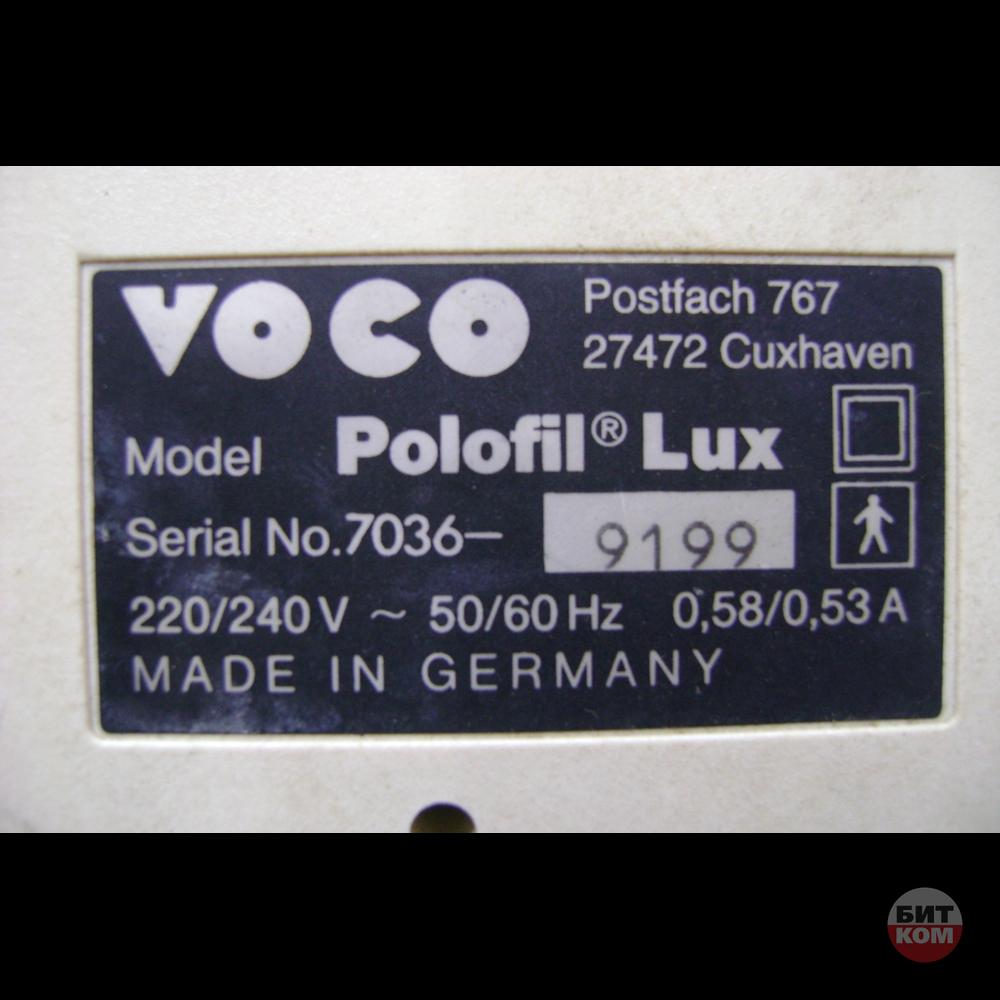 VOCO
Postfach 767
27472 Cuxhaven
Model Polofil® Lux
Serial No. 7036– 9199
220/240 V ~ 50/60 Hz 0,58/0,53 A
MADE IN GERMANY
БИТ
КОМ